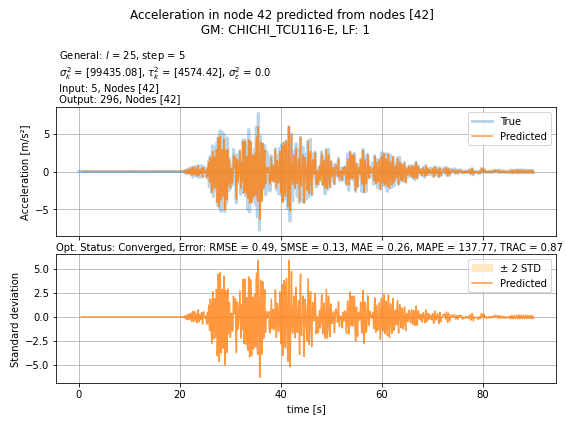 Acceleration in node 42 predicted from nodes [42]
GM: CHICHI_TCU116-E, LF: 1
General: l = 25, step = 5
σ²ₖ = [99435.08], τ²ₖ = [4574.42], σ²ε = 0.0
Input: 5, Nodes [42]
Output: 296, Nodes [42]
True
Predicted
Acceleration [m/s²]
5
0
−5
Opt. Status: Converged, Error: RMSE = 0.49, SMSE = 0.13, MAE = 0.26, MAPE = 137.77, TRAC = 0.87
± 2 STD
Predicted
Standard deviation
5.0
2.5
0.0
−2.5
−5.0
0 20 40 60 80
time [s]